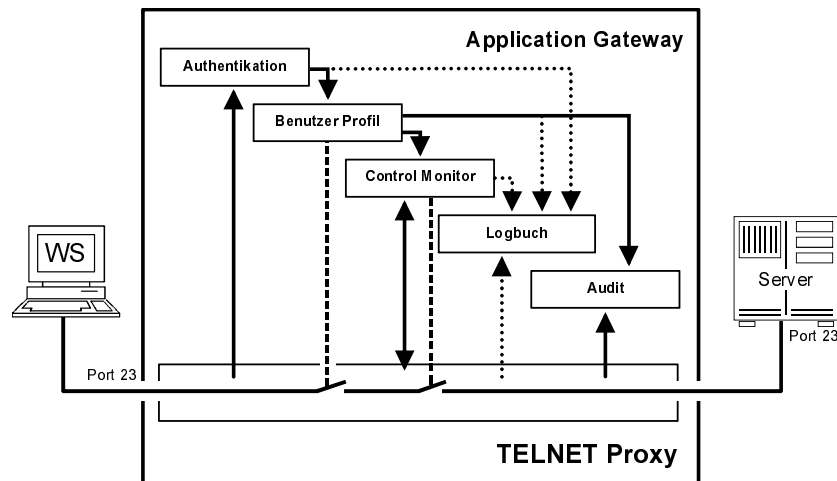 Application Gateway
Authentikation
Benutzer Profil
Control Monitor
Logbuch
Audit
WS
Server
Port 23
Port 23
TELNET Proxy